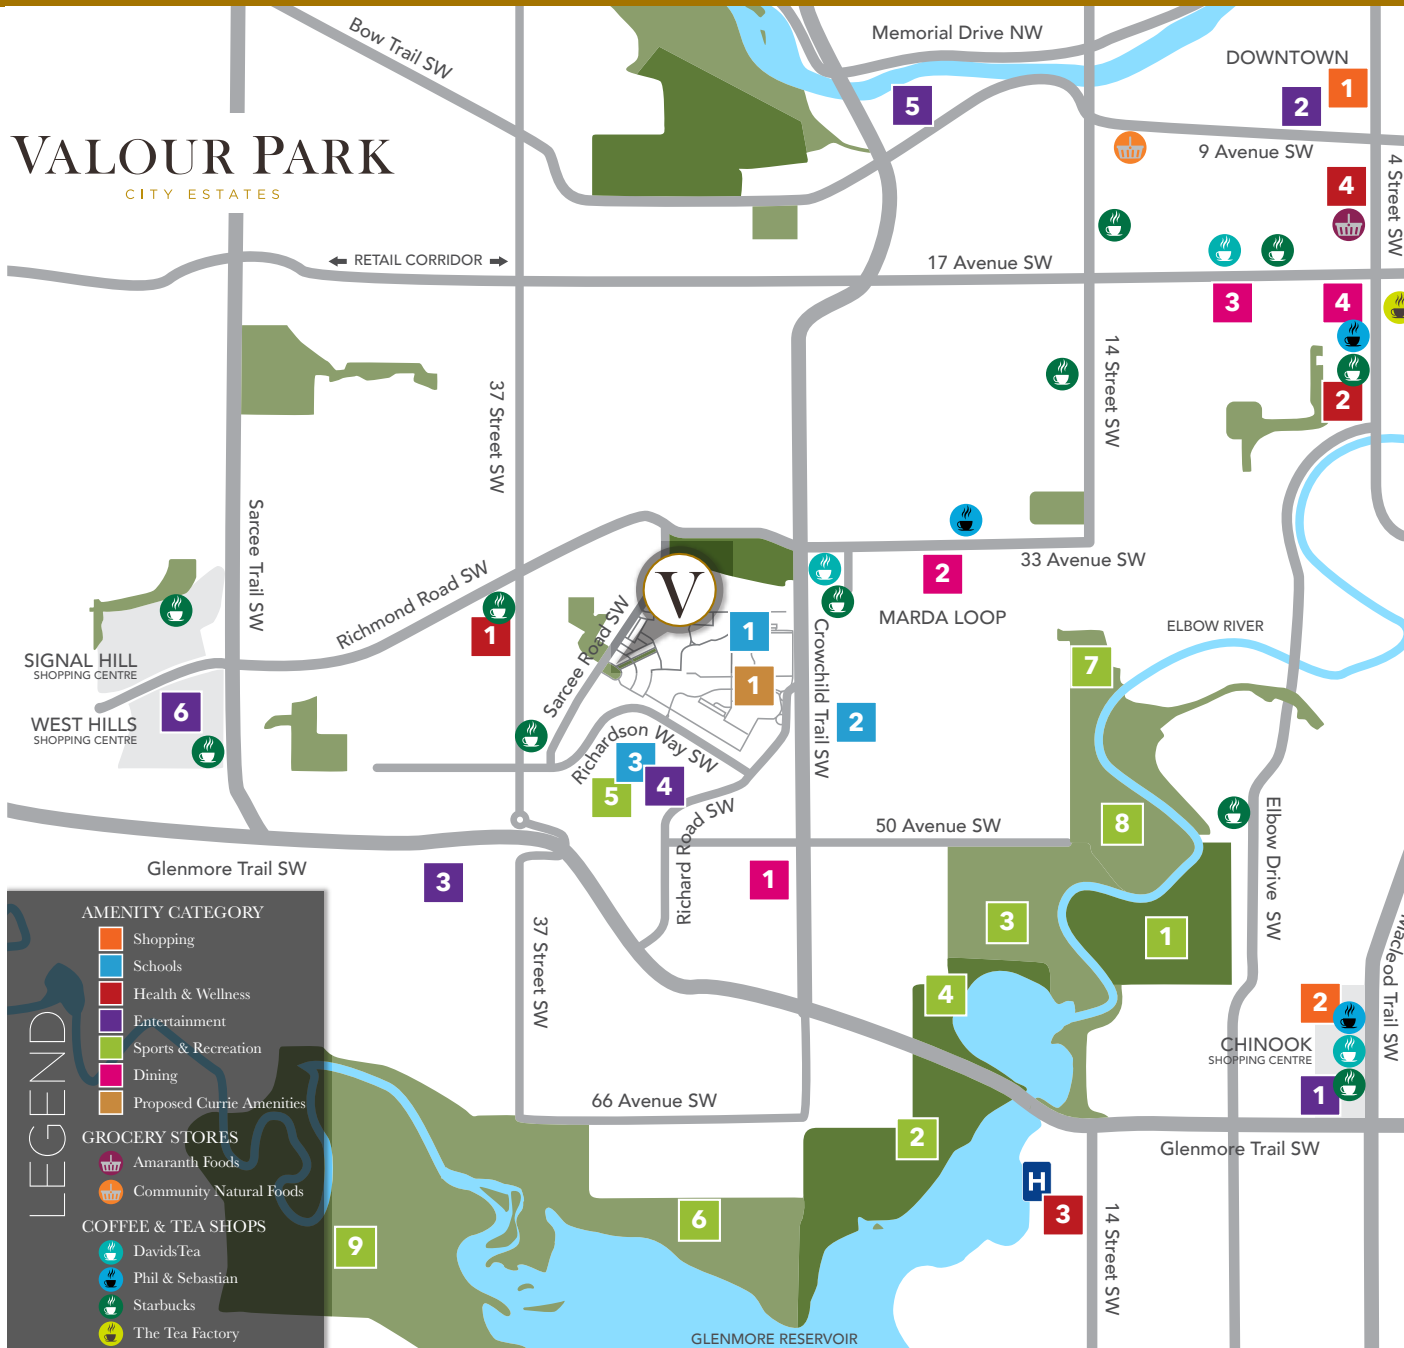 Bow Trail SW
Memorial Drive NW
DOWNTOWN
1
2
5
VALOUR PARK
CITY ESTATES
9 Avenue SW
4 Street SW
4
RETAIL CORRIDOR
17 Avenue SW
3
4
14 Street SW
37 Street SW
2
Sarcee Trail SW
Richmond Road SW
33 Avenue SW
2
V
MARDA LOOP
1
1
ELBOW RIVER
Sarcee Road SW
Crowchild Trail SW
SIGNAL HILL
SHOPPING CENTRE
7
1
6
WEST HILLS
SHOPPING CENTRE
2
Richardson Way SW
3
4
5
Richard Road SW
50 Avenue SW
8
Elbow Drive SW
Glenmore Trail SW
3
1
3
1
37 Street SW
Macleod Trail SW
4
2
CHINOOK
SHOPPING CENTRE
1
66 Avenue SW
2
Glenmore Trail SW
H
3
14 Street SW
6
9
GLENMORE RESERVOIR
LEGEND
AMENITY CATEGORY
Shopping
Schools
Health & Wellness
Entertainment
Sports & Recreation
Dining
Proposed Currie Amenities
GROCERY STORES
Amaranth Foods
Community Natural Foods
COFFEE & TEA SHOPS
DavidsTea
Phil & Sebastian
Starbucks
The Tea Factory